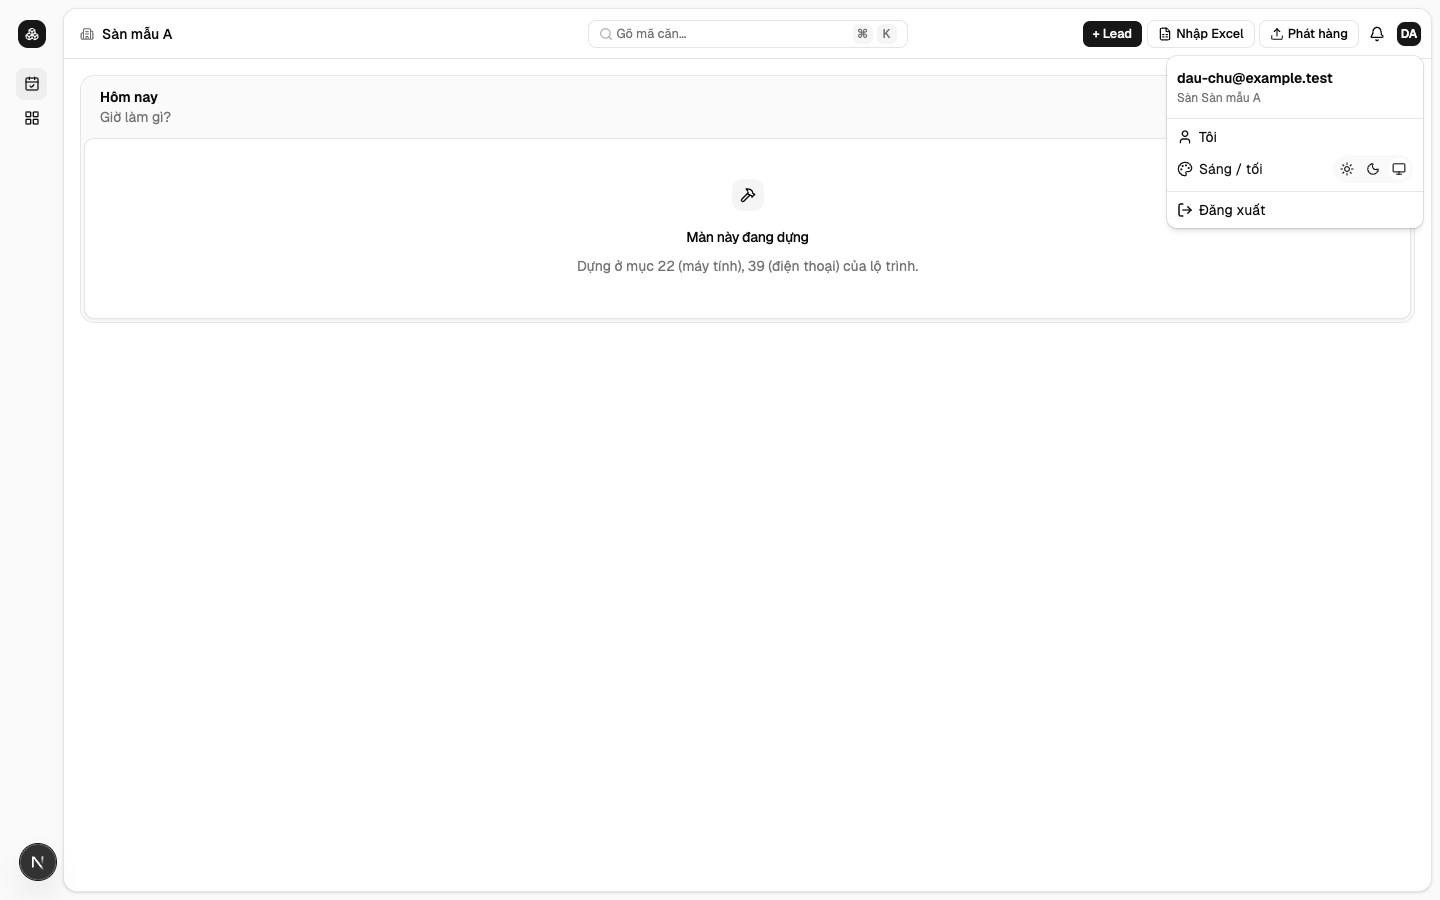 Sàn mẫu A
Gõ mã căn...
⌘ K
+ Lead
Nhập Excel
Phát hàng
DA
dau-chu@example.test
Sàn Sàn mẫu A
Tôi
Sáng / tối
Đăng xuất
Hôm nay
Giờ làm gì?
Màn này đang dựng
Dựng ở mục 22 (máy tính), 39 (điện thoại) của lộ trình.
N